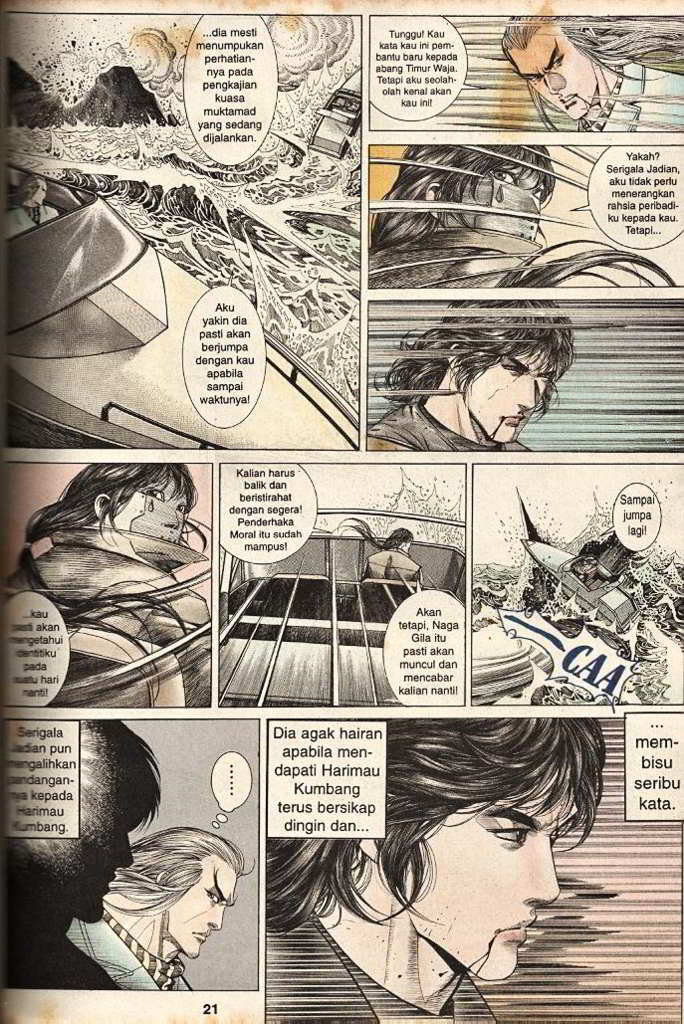 ...dia mesti
menumpukan
perhatian-
nya pada
pengkajian
kuasa
muktamad
yang sedang
dijalankan.
Aku
yakin dia
pasti akan
berjumpa
dengan kau
apabila
sampai
waktunya!
Tunggu! Kau
kata kau ini pem-
bantu baru kepada
abang Timur Waja.
Tetapi aku seolah-
olah kenal akan
kau ini!
Yakah?
Serigala Jadian,
aku tidak perlu
menerangkan
rahsia peribadi-
ku kepada kau.
Tetapi...
...kau
pasti akan
mengetahui
identitiku
pada
suatu hari
nanti!
Kalian harus
balik dan
beristirahat
dengan segera!
Penderhaka
Moral itu sudah
mampus!
Akan
tetapi, Naga
Gila itu
pasti akan
muncul dan
mencabar
kalian nanti!
Sampai
jumpa
lagi!
CAA
Serigala
Jadian pun
mengalihkan
pandangan-
nya kepada
Harimau
Kumbang.
......
Dia agak hairan
apabila men-
dapati Harimau
Kumbang
terus bersikap
dingin dan...
...
mem-
bisu
seribu
kata.
21